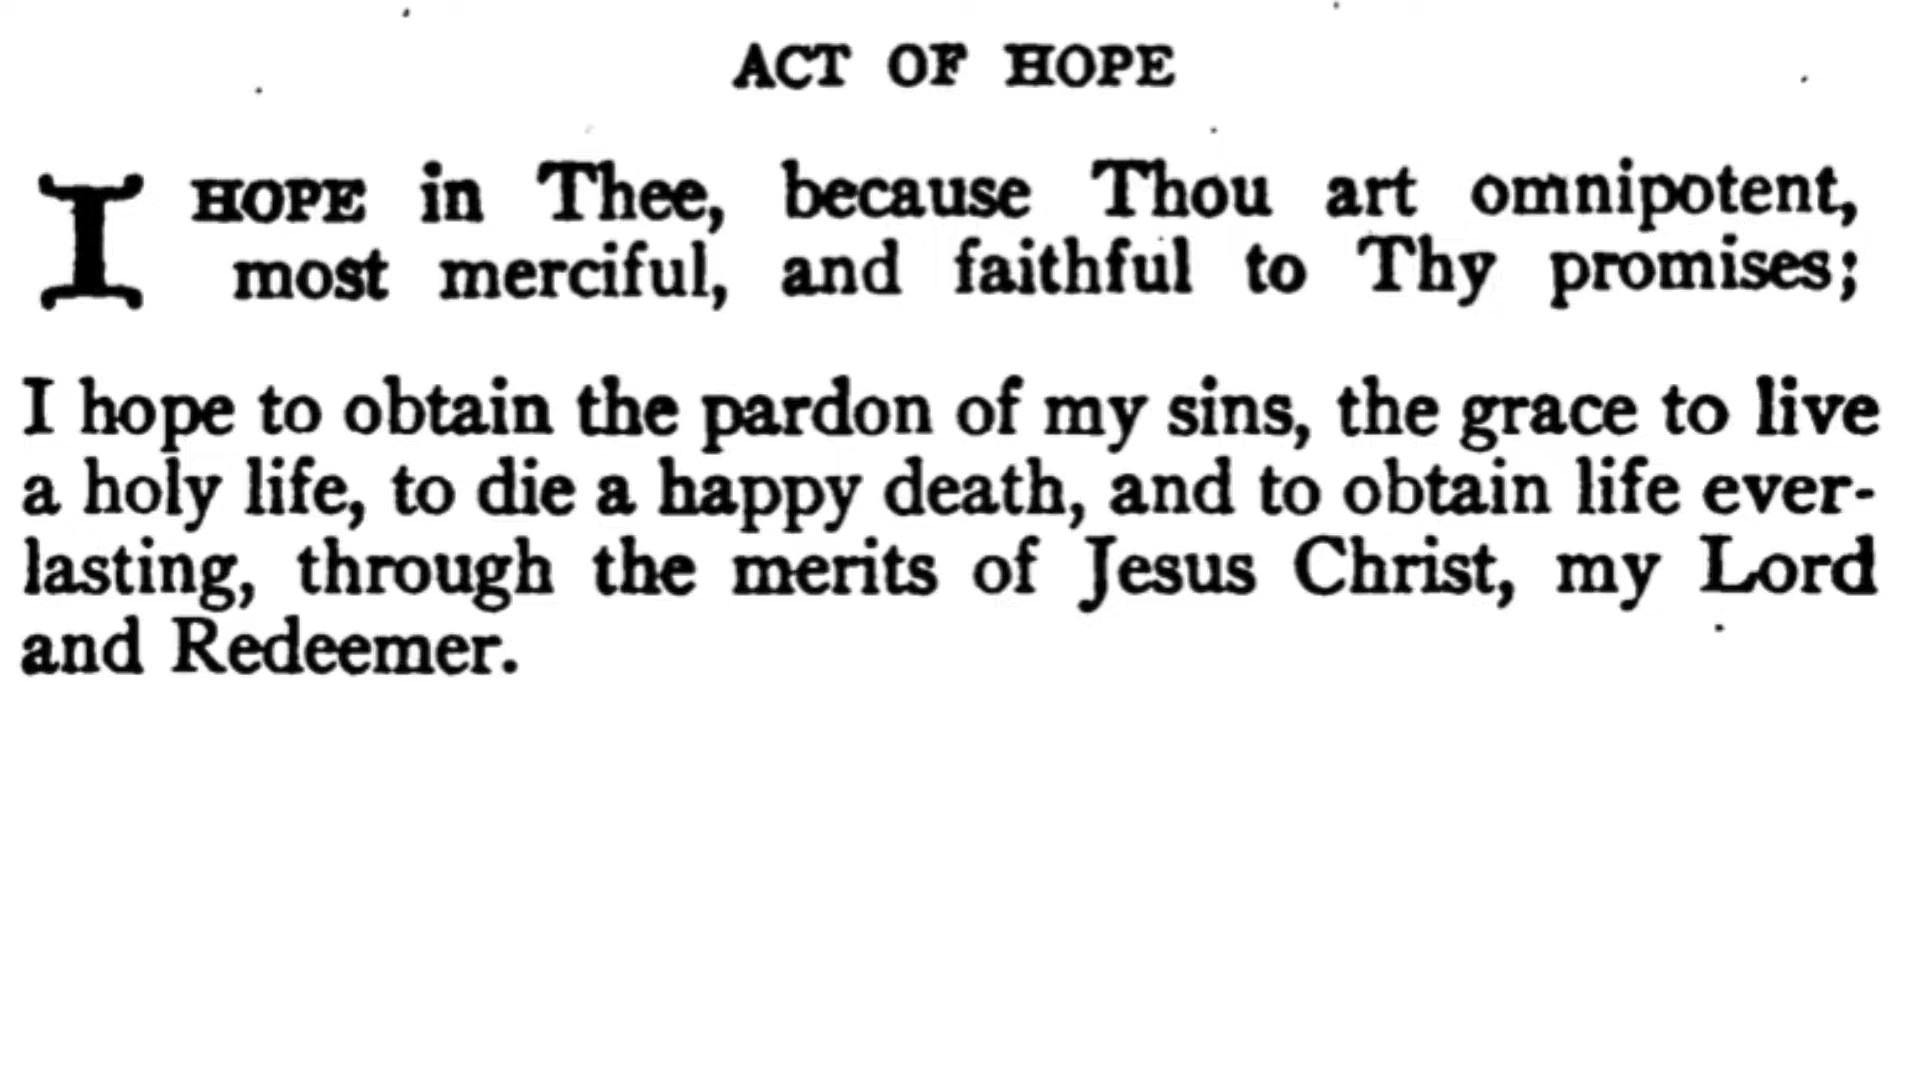 ACT OF HOPE
I HOPE in Thee, because Thou art omnipotent,
most merciful, and faithful to Thy promises;
I hope to obtain the pardon of my sins, the grace to live
a holy life, to die a happy death, and to obtain life ever-
lasting, through the merits of Jesus Christ, my Lord
and Redeemer.